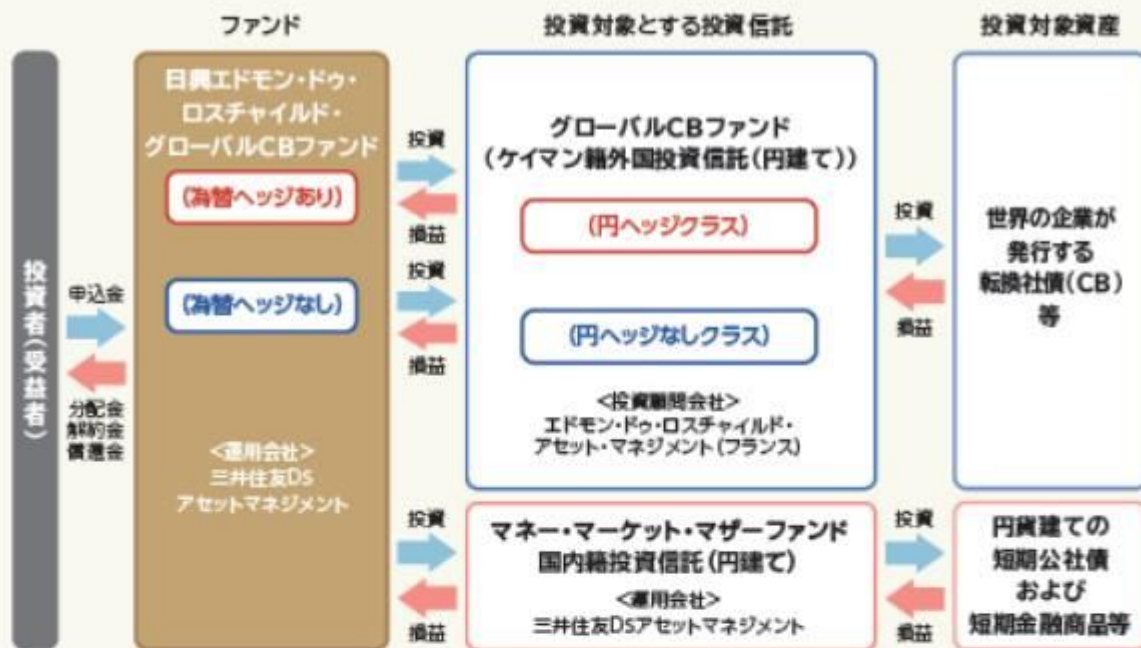 ファンド
投資対象とする投資信託
投資対象資産
投資者(受益者)
申込金
分配金
解約金
償還金
日興エドモン・ドゥ・
ロスチャイルド・
グローバルCBファンド
(為替ヘッジあり)
(為替ヘッジなし)
<運用会社>
三井住友DS
アセットマネジメント
投資
損益
投資
損益
投資
損益
グローバルCBファンド
(ケイマン籍外国投資信託(円建て))
(円ヘッジクラス)
(円ヘッジなしクラス)
<投資顧問会社>
エドモン・ドゥ・ロスチャイルド・
アセット・マネジメント(フランス)
マネー・マーケット・マザーファンド
国内籍投資信託(円建て)
<運用会社>
三井住友DSアセットマネジメント
投資
損益
投資
損益
世界の企業が
発行する
転換社債(CB)
等
円貨建ての
短期公社債
および
短期金融商品等